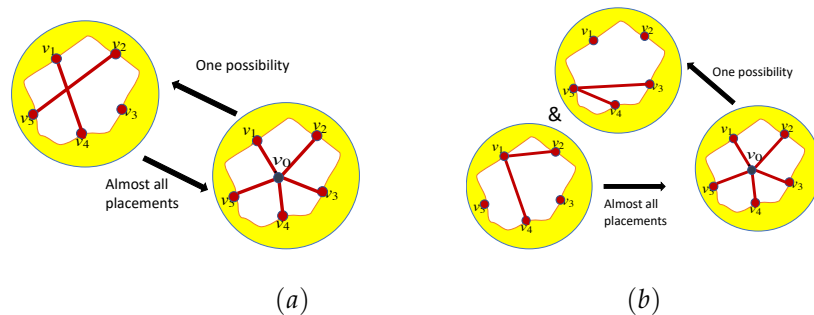 v₁ v₂
v₅ v₃
v₄
One possibility
Almost all
placements
v₁ v₂
v₀
v₅ v₃
v₄
(a)
v₁ v₂
v₅ v₃
v₄
&
v₁ v₂
v₅ v₃
v₄
One possibility
Almost all
placements
v₁ v₂
v₀
v₅ v₃
v₄
(b)